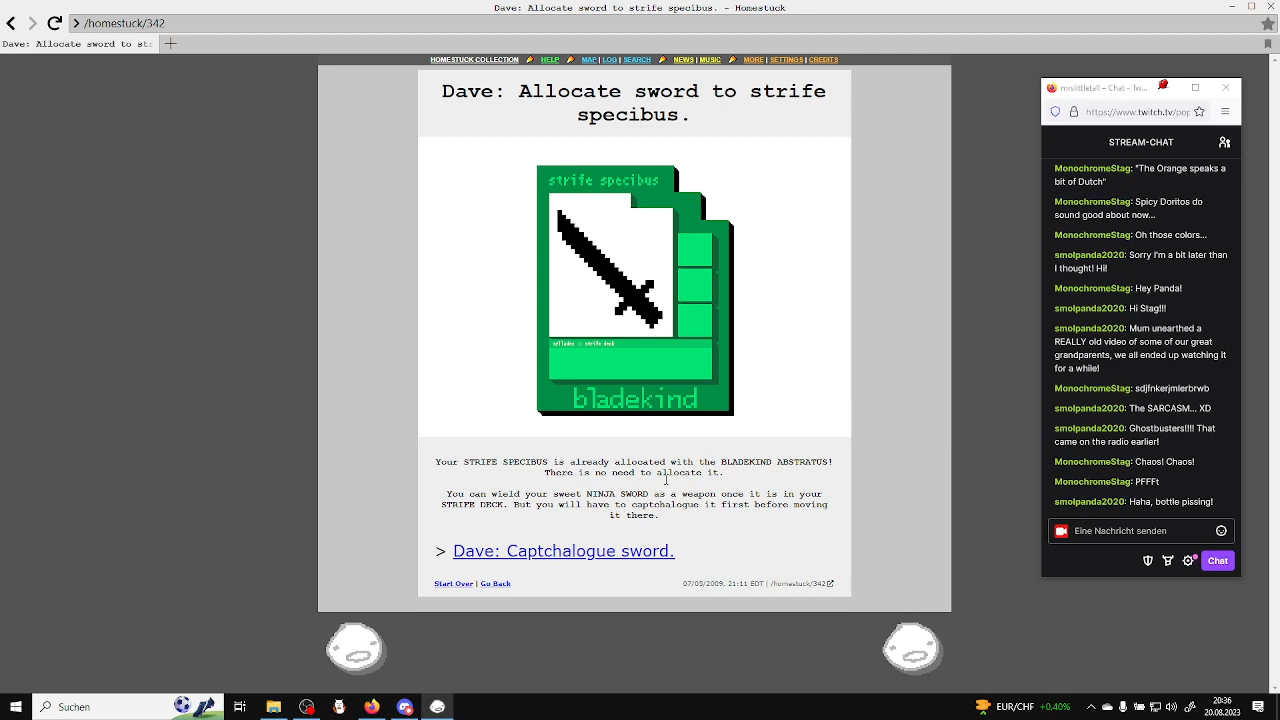 Dave: Allocate sword to strife specibus. - Homestuck
> /homestuck/342
Dave: Allocate sword to st
HOMESTUCK COLLECTION HELP MAP | LOG | SEARCH NEWS | MUSIC MORE | SETTINGS | CREDITS
Dave: Allocate sword to strife
specibus.
strife specibus
strife deck
bladekind
Your STRIFE SPECIBUS is already allocated with the BLADEKIND ABSTRATUS!
There is no need to allocate it.
You can wield your sweet NINJA SWORD as a weapon once it is in your
STRIFE DECK. But you will have to captchalogue it first before moving
it there.
> Dave: Captchalogue sword.
Start Over | Go Back
07/05/2009, 21:11 EDT | /homestuck/342
mrslittletall – Chat - Tw...
https://www.twitch.tv/pop
STREAM-CHAT
MonochromeStag: "The Orange speaks a
bit of Dutch"
MonochromeStag: Spicy Doritos do
sound good about now...
MonochromeStag: Oh those colors...
smolpanda2020: Sorry I'm a bit later than
I thought! Hi!
MonochromeStag: Hey Panda!
smolpanda2020: Hi Stag!!!
smolpanda2020: Mum unearthed a
REALLY old video of some of our great
grandparents, we all ended up watching it
for a while!
MonochromeStag: sdjfnkerjmlerbrwb
smolpanda2020: The SARCASM... XD
smolpanda2020: Ghostbusters!!!! That
came on the radio earlier!
MonochromeStag: Chaos! Chaos!
MonochromeStag: PFFFt
smolpanda2020: Haha, bottle pissing!
Eine Nachricht senden
Chat
Suchen
EUR/CHF +0,40%
20:36
20.08.2023